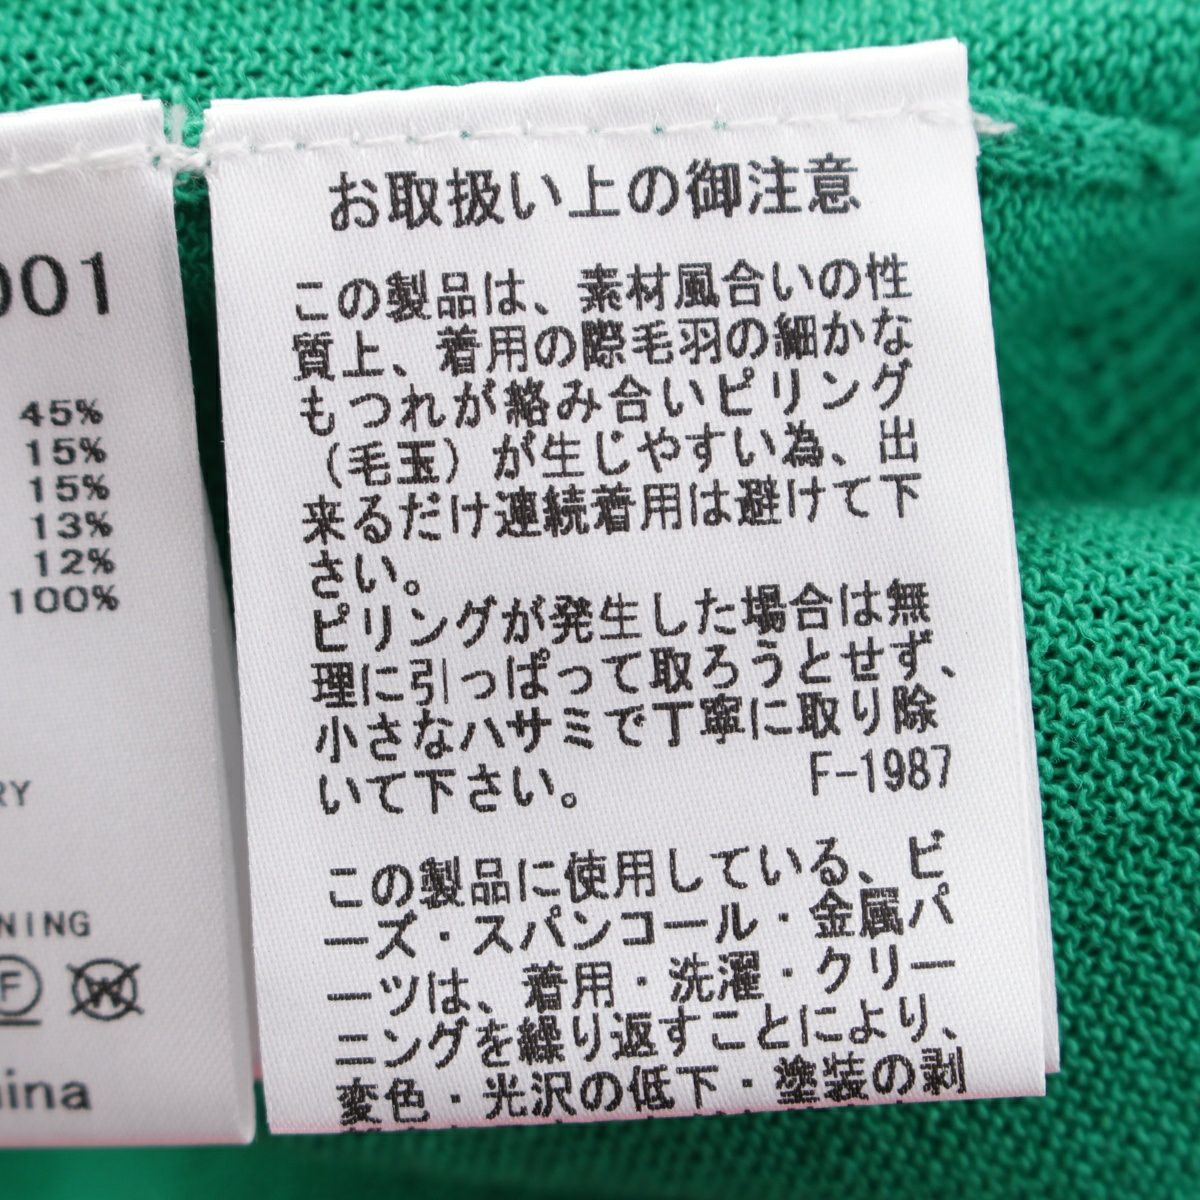 001
45%
15%
15%
13%
12%
100%
RY
NING
F W
ina
お取扱い上の御注意
この製品は、素材風合いの性
質上、着用の際毛羽の細かな
もつれが絡み合いピリング
（毛玉）が生じやすい為、出
来るだけ連続着用は避けて下
さい。
ピリングが発生した場合は無
理に引っぱって取ろうとせず、
小さなハサミで丁寧に取り除
いて下さい。 F-1987
この製品に使用している、ビ
ーズ・スパンコール・金属パ
ーツは、着用・洗濯・クリー
ニングを繰り返すことにより、
変色・光沢の低下・塗装の剥